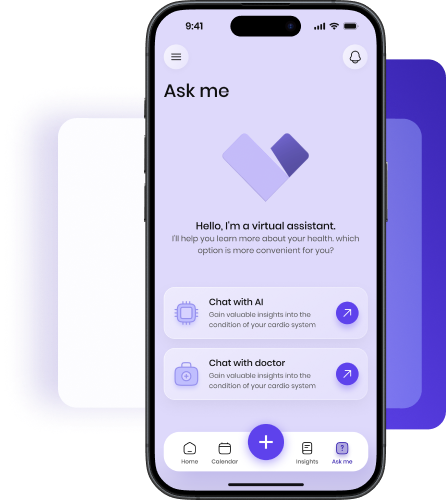 9:41
Ask me
Hello, I'm a virtual assistant.
I'll help you learn more about your health. which
option is more convenient for you?
Chat with AI
Gain valuable insights into the
condition of your cardio system
Chat with doctor
Gain valuable insights into the
condition of your cardio system
Home Calendar Insights Ask me